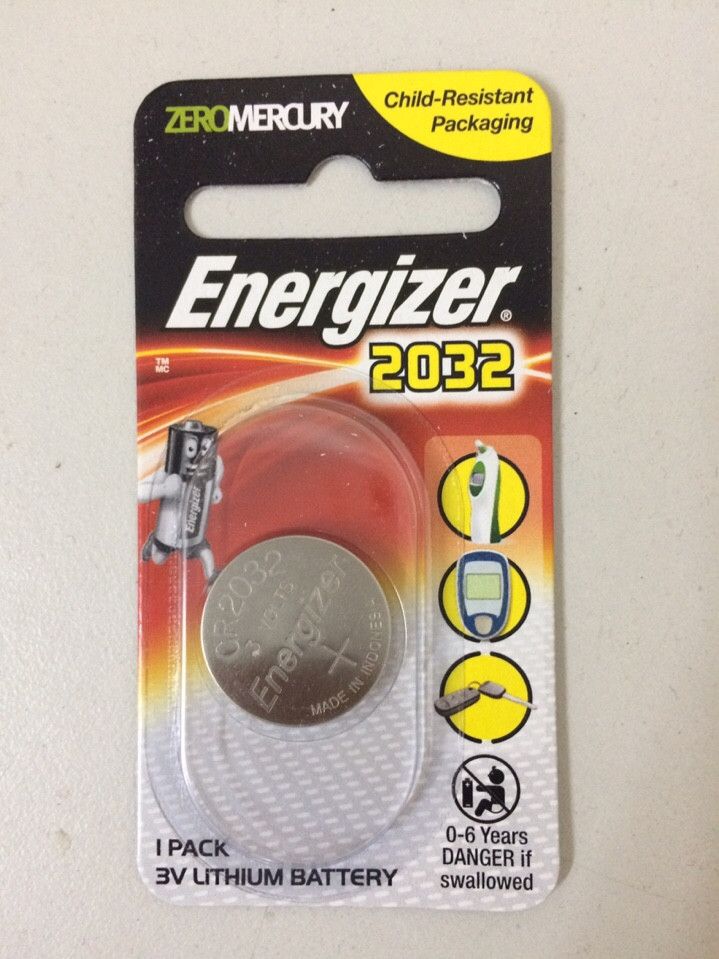 ZEROMERCURY
Child-Resistant
Packaging
Energizer®
2032
TM
MC
Energizer
CR2032
3 VOLTS
Energizer
+
MADE IN INDONESIA
1 PACK
3V LITHIUM BATTERY
0-6 Years
DANGER if
swallowed